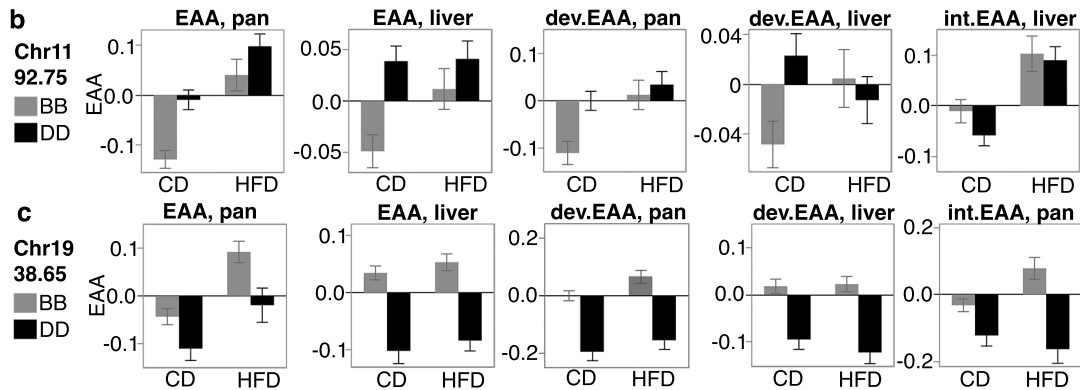 b
Chr11
92.75
BB
DD
EAA, pan
EAA
0.1
0.0
-0.1
CD HFD
EAA, liver
0.05
0
-0.05
CD HFD
dev.EAA, pan
0.1
0
-0.1
CD HFD
dev.EAA, liver
0.04
0
-0.04
CD HFD
int.EAA, liver
0.1
0.0
-0.1
CD HFD
c
Chr19
38.65
BB
DD
EAA, pan
EAA
0.1
0.0
-0.1
CD HFD
EAA, liver
0.1
0.0
-0.1
CD HFD
dev.EAA, pan
0.2
0.0
-0.2
CD HFD
dev.EAA, liver
0.1
0.0
-0.1
CD HFD
int.EAA, pan
0.2
0.0
-0.2
CD HFD